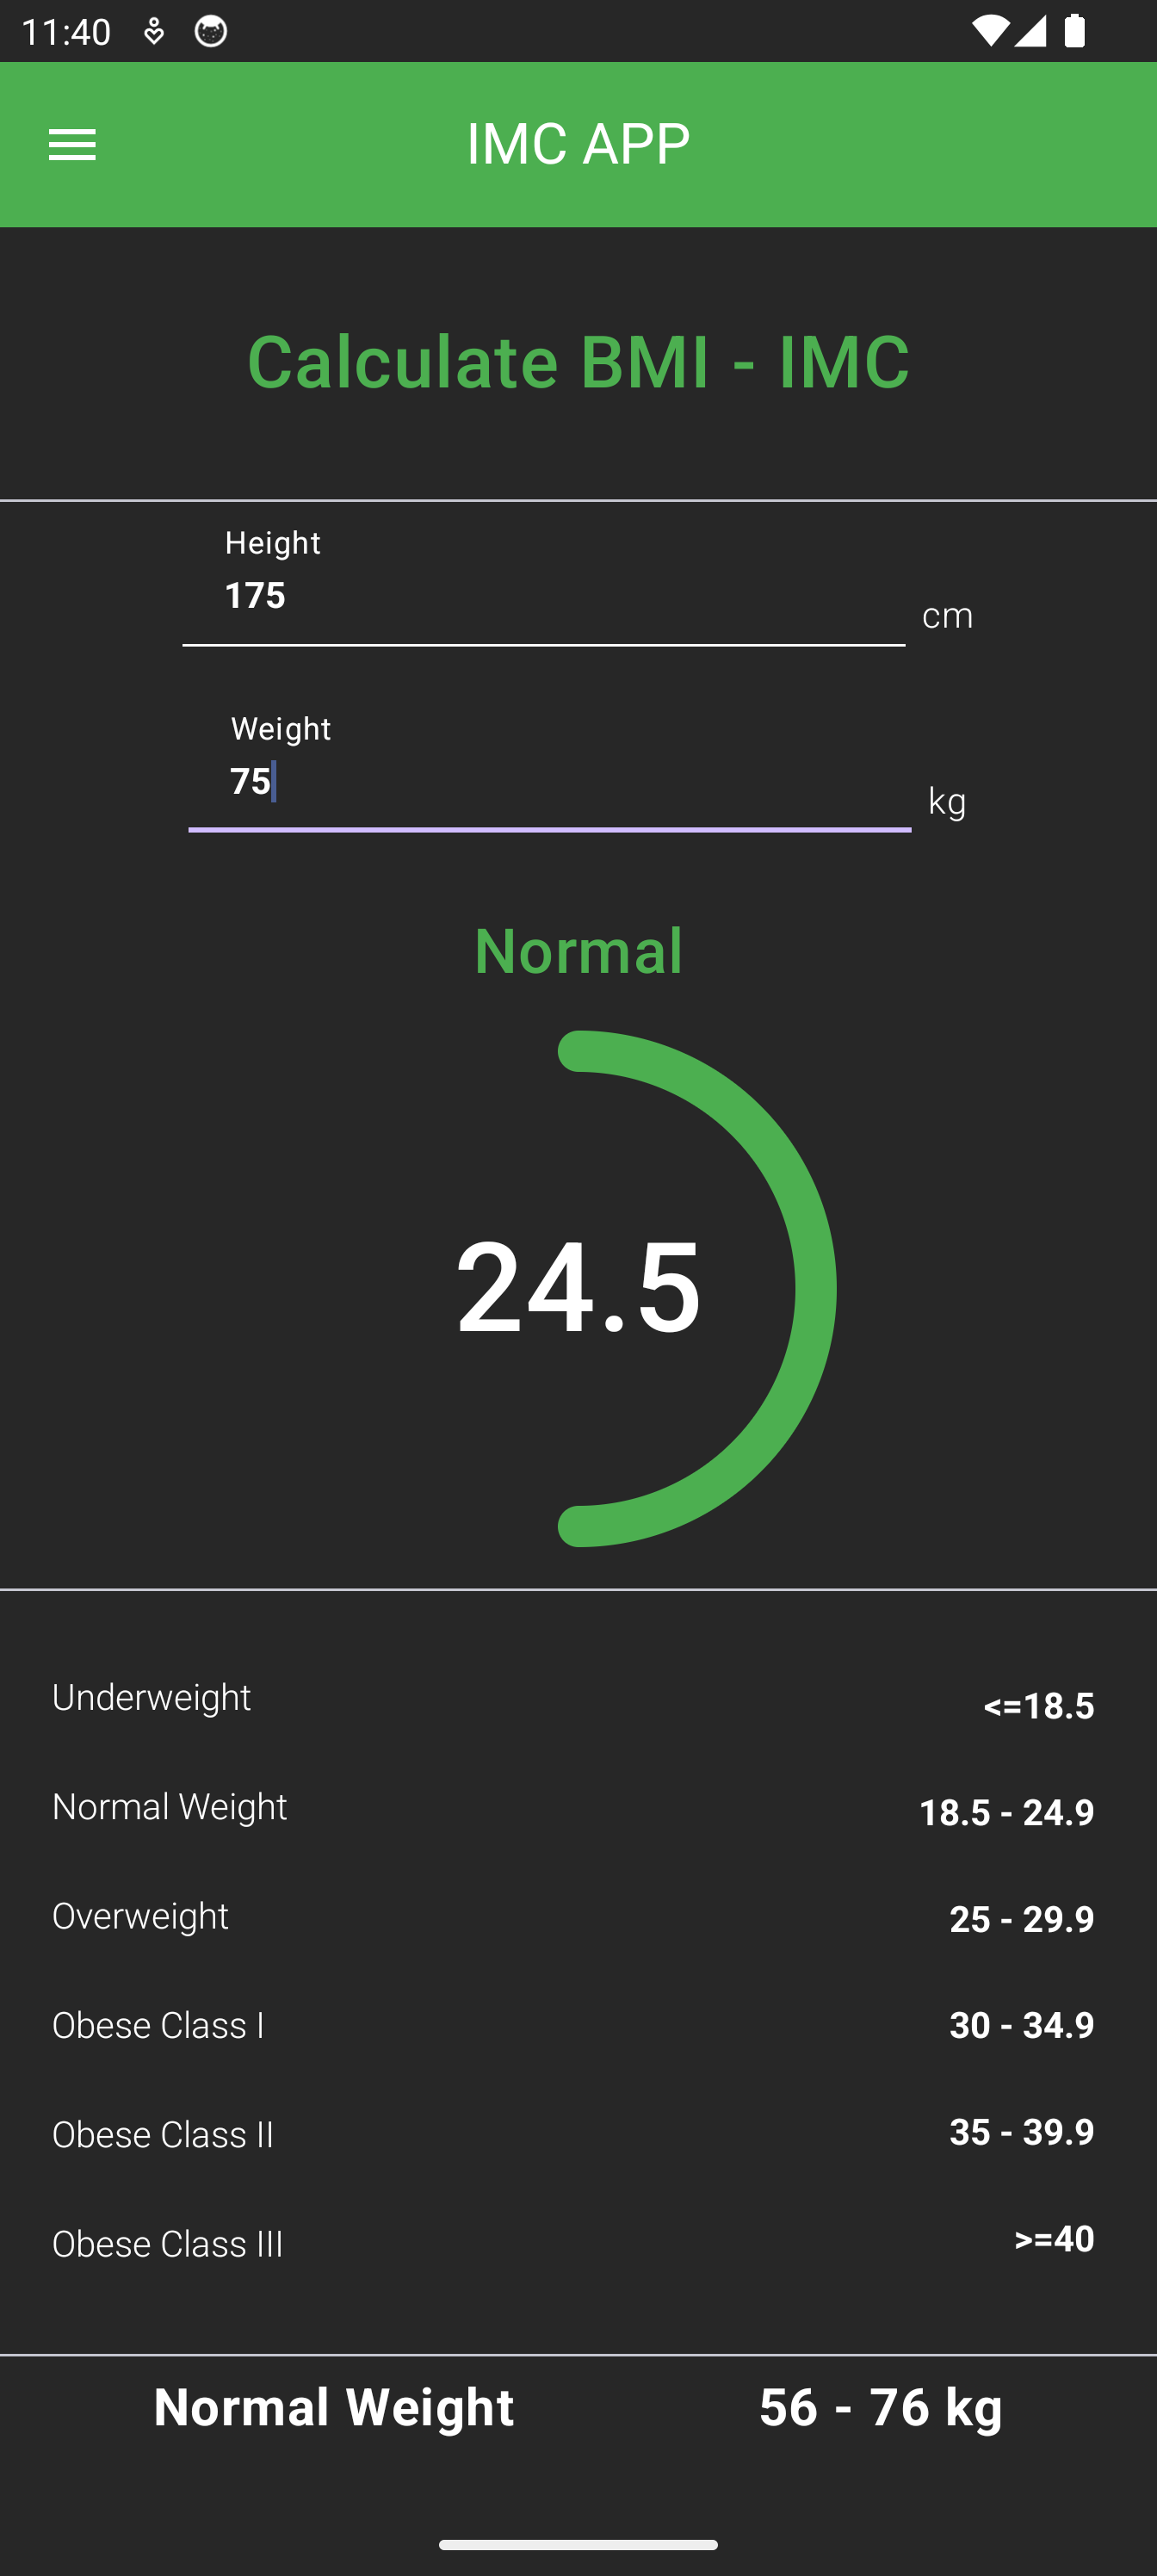 11:40
IMC APP
Calculate BMI - IMC
Height
175
cm
Weight
75
kg
Normal
24.5
Underweight <=18.5
Normal Weight 18.5 - 24.9
Overweight 25 - 29.9
Obese Class I 30 - 34.9
Obese Class II 35 - 39.9
Obese Class III >=40
Normal Weight 56 - 76 kg